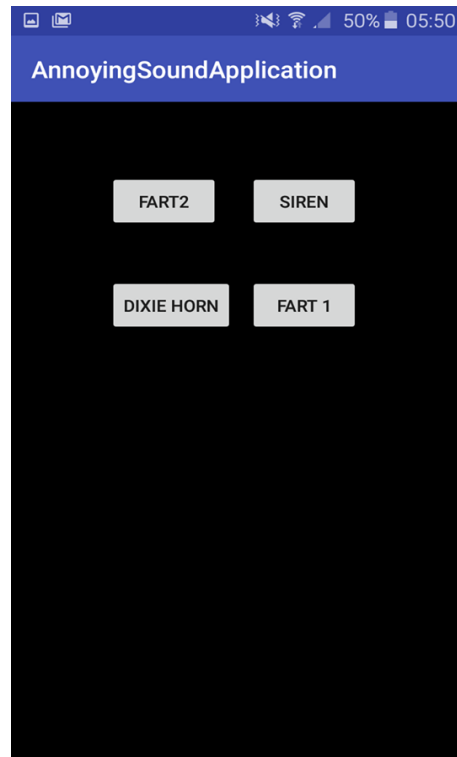 50% 05:50
AnnoyingSoundApplication
FART2 SIREN
DIXIE HORN FART 1